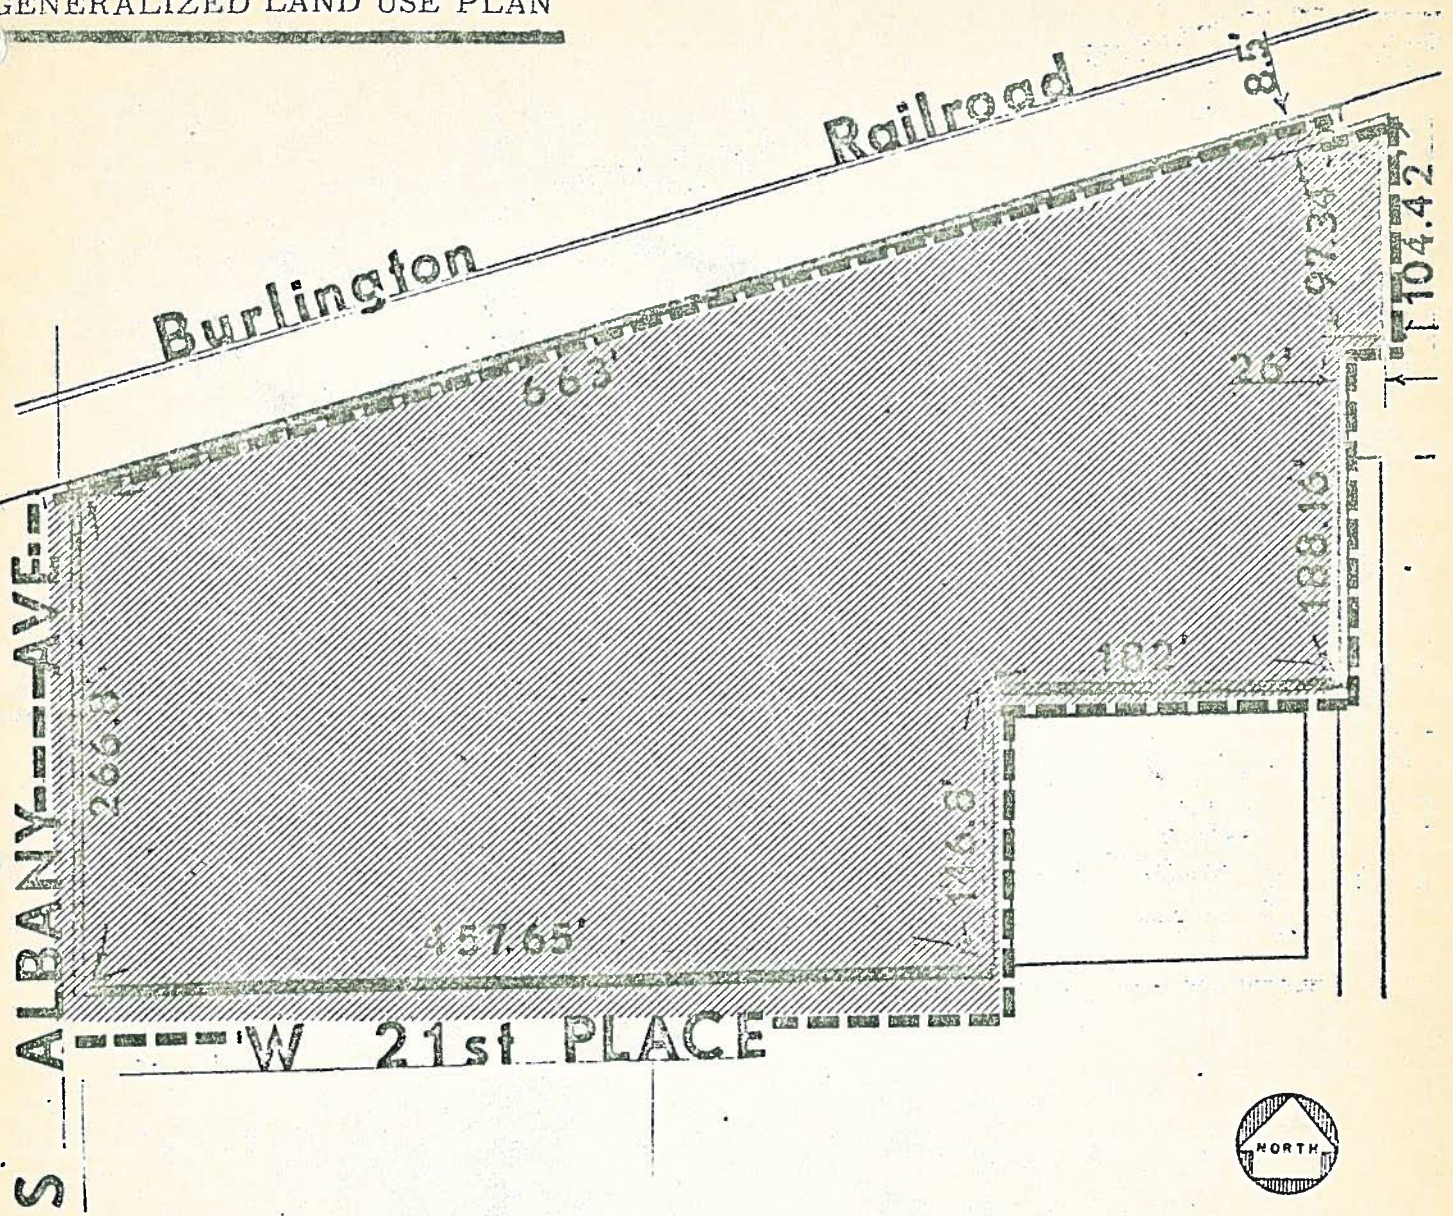 GENERALIZED LAND USE PLAN
8.5'
Burlington Railroad
97.34'
104.42'
663'
26'
188.16'
182'
S ALBANY AVE
266.8'
146.8'
457.65'
W 21st PLACE
NORTH